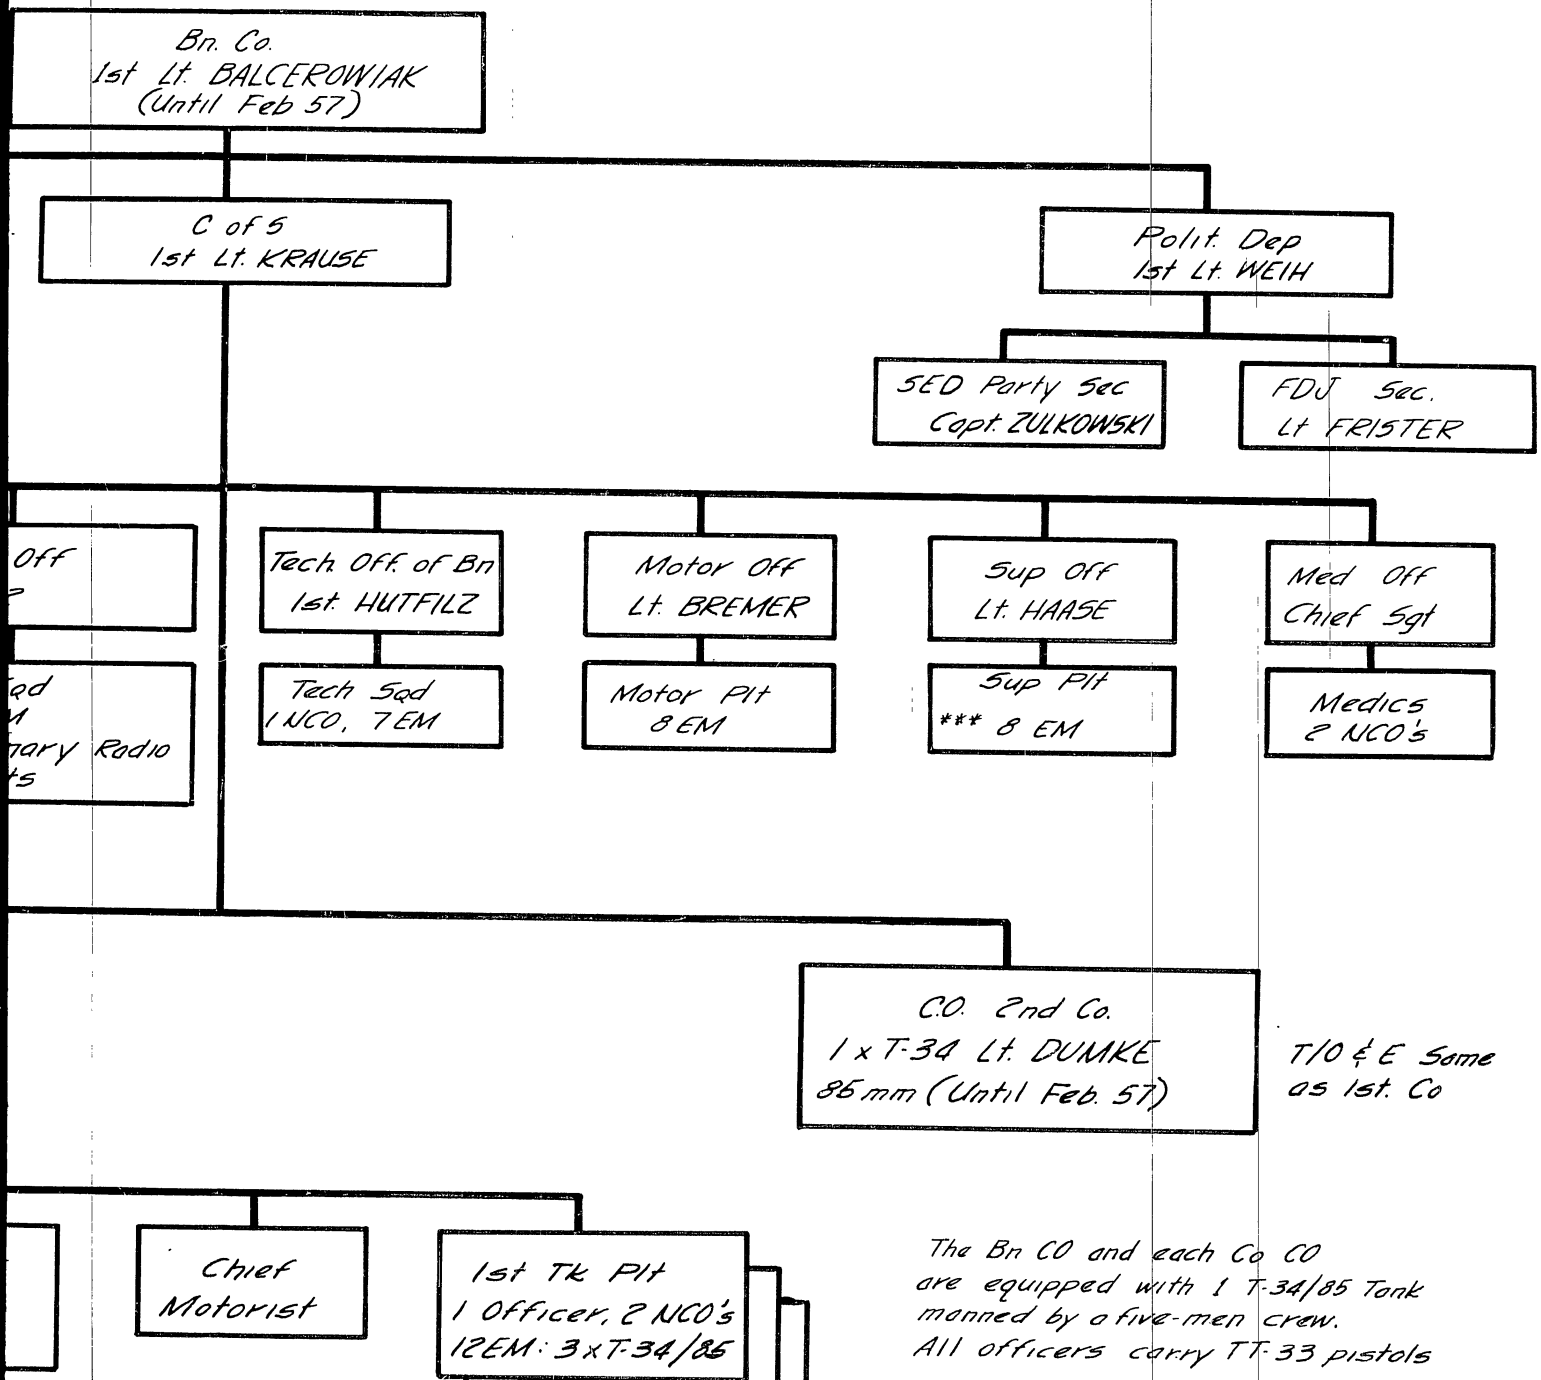 Bn. Co.
1st Lt. BALCEROWIAK
(Until Feb 57)
C of S
1st Lt. KRAUSE
Polit. Dep
1st Lt. WEIH
SED Party Sec
Capt. ZULKOWSKI
FDJ Sec.
Lt FRISTER
Off
Tech Off. of Bn
1st. HUTFILZ
Motor Off
Lt. BREMER
Sup Off
Lt. HAASE
Med Off
Chief Sgt
Radio
Tech Sqd
1 NCO, 7 EM
Motor Plt
8 EM
Sup Plt
*** 8 EM
Medics
2 NCO's
C.O. 2nd Co.
1 x T-34 Lt. DUMKE
85 mm (Until Feb. 57)
T/O & E Same
as 1st. Co
Chief
Motorist
1st Tk Plt
1 Officer, 2 NCO's
12EM: 3 x T-34/85
The Bn CO and each Co CO
are equipped with 1 T-34/85 Tank
manned by a five-men crew.
All officers carry TT-33 pistols